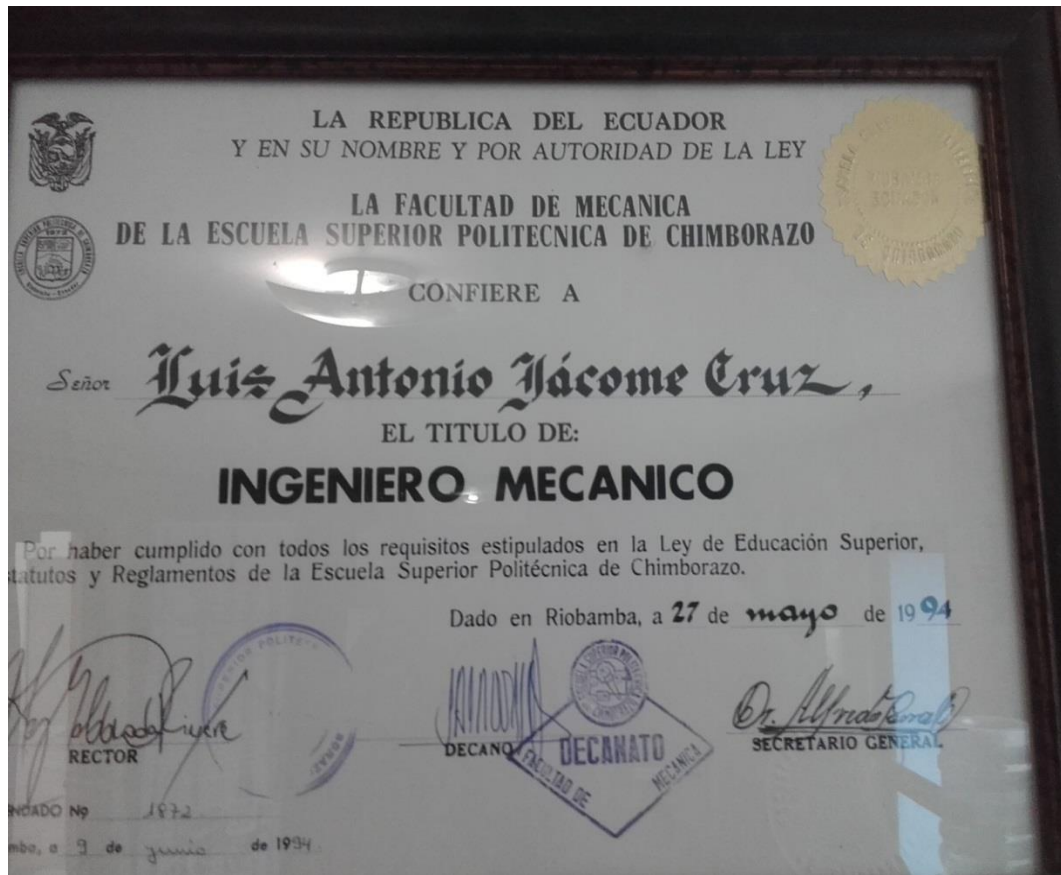 LA REPUBLICA DEL ECUADOR
Y EN SU NOMBRE Y POR AUTORIDAD DE LA LEY
LA FACULTAD DE MECANICA
DE LA ESCUELA SUPERIOR POLITECNICA DE CHIMBORAZO
CONFIERE A
Señor Luis Antonio Jácome Cruz,
EL TITULO DE:
INGENIERO MECANICO
Por haber cumplido con todos los requisitos estipulados en la Ley de Educación Superior,
tatutos y Reglamentos de la Escuela Superior Politécnica de Chimborazo.
Dado en Riobamba, a 27 de mayo de 1994
RECTOR
DECANO
DECANATO
FACULTAD DE MECANICA
Dr.
SECRETARIO GENERAL
NDADO Nº 1872
mba, a 9 de junio de 1994